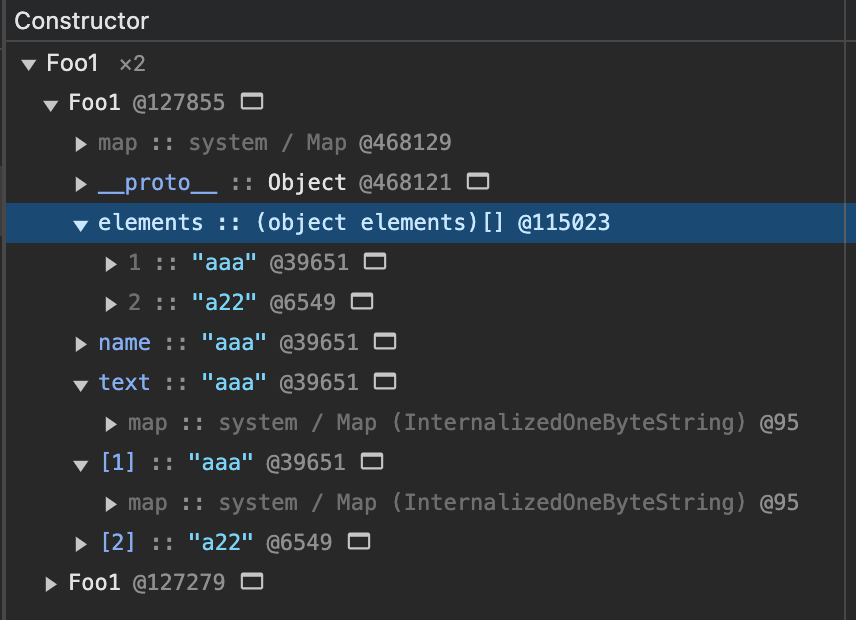 Constructor
Foo1 ×2
Foo1 @127855
map :: system / Map @468129
__proto__ :: Object @468121
elements :: (object elements)[] @115023
1 :: "aaa" @39651
2 :: "a22" @6549
name :: "aaa" @39651
text :: "aaa" @39651
map :: system / Map (InternalizedOneByteString) @95
[1] :: "aaa" @39651
map :: system / Map (InternalizedOneByteString) @95
[2] :: "a22" @6549
Foo1 @127279